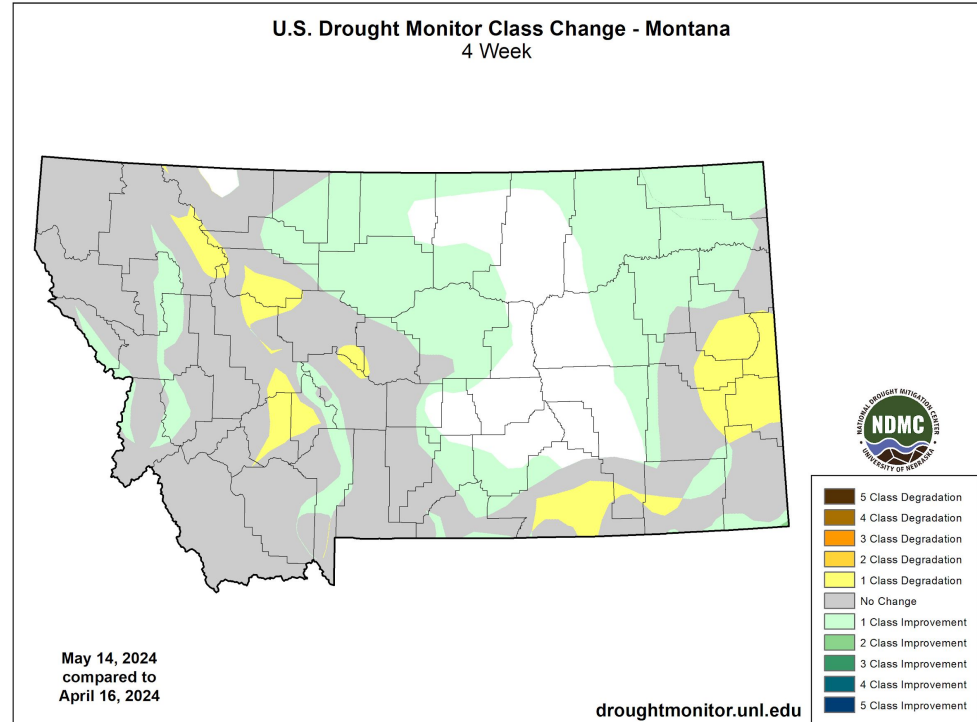 U.S. Drought Monitor Class Change - Montana
4 Week
NATIONAL DROUGHT MITIGATION CENTER
NDMC
UNIVERSITY OF NEBRASKA
5 Class Degradation
4 Class Degradation
3 Class Degradation
2 Class Degradation
1 Class Degradation
No Change
1 Class Improvement
2 Class Improvement
3 Class Improvement
4 Class Improvement
5 Class Improvement
May 14, 2024
compared to
April 16, 2024
droughtmonitor.unl.edu